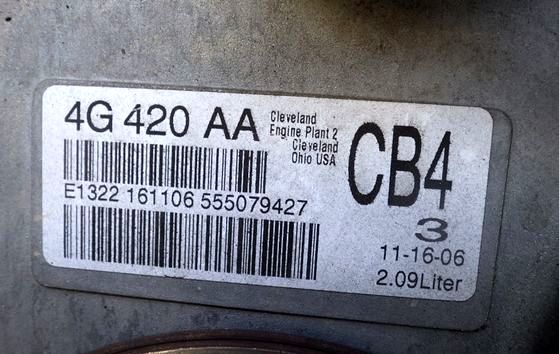 4G 420 AA
Cleveland
Engine Plant 2
Cleveland
Ohio USA
CB4
E1322 161106 555079427
3
11-16-06
2.09Liter